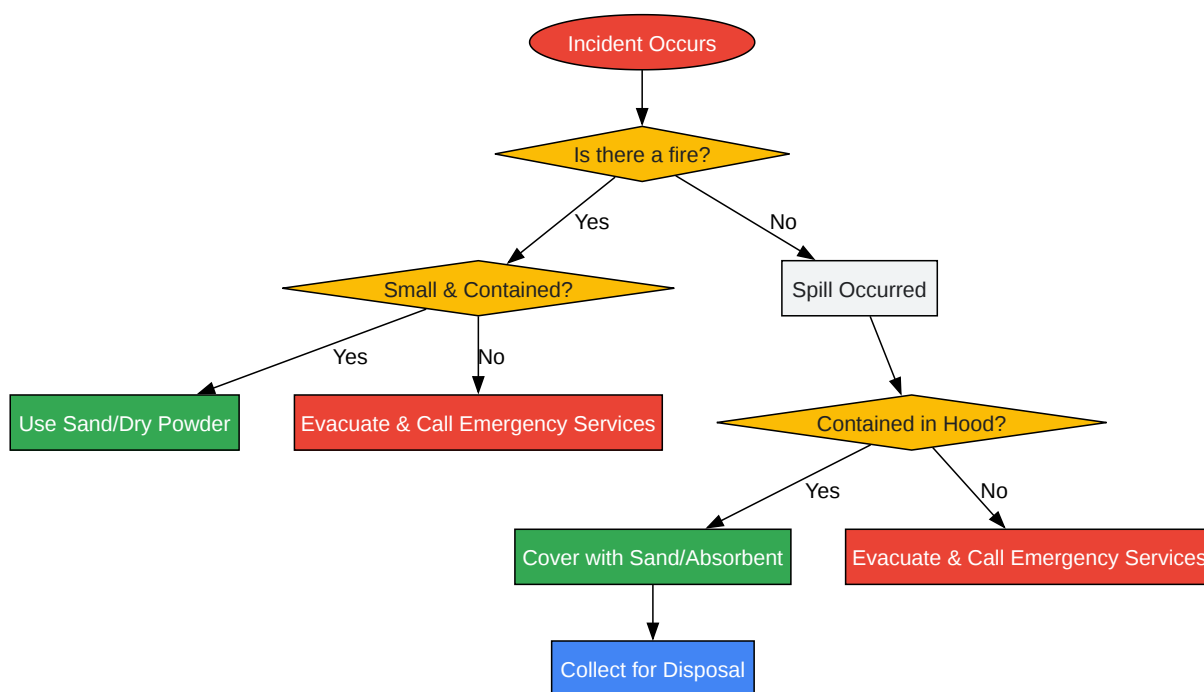 Incident Occurs
Is there a fire?
Yes
No
Small & Contained?
Spill Occurred
Yes
No
Use Sand/Dry Powder
Evacuate & Call Emergency Services
Contained in Hood?
Yes
No
Cover with Sand/Absorbent
Evacuate & Call Emergency Services
Collect for Disposal